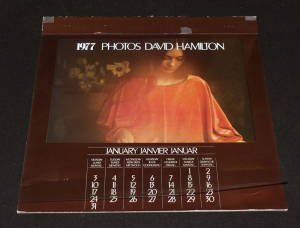 1977 PHOTOS DAVID HAMILTON
JANUARY JANVIER JANUAR
1 2
3 4 5 6 7 8 9
10 11 12 13 14 15 16
17 18 19 20 21 22 23
24 25 26 27 28 29 30
31